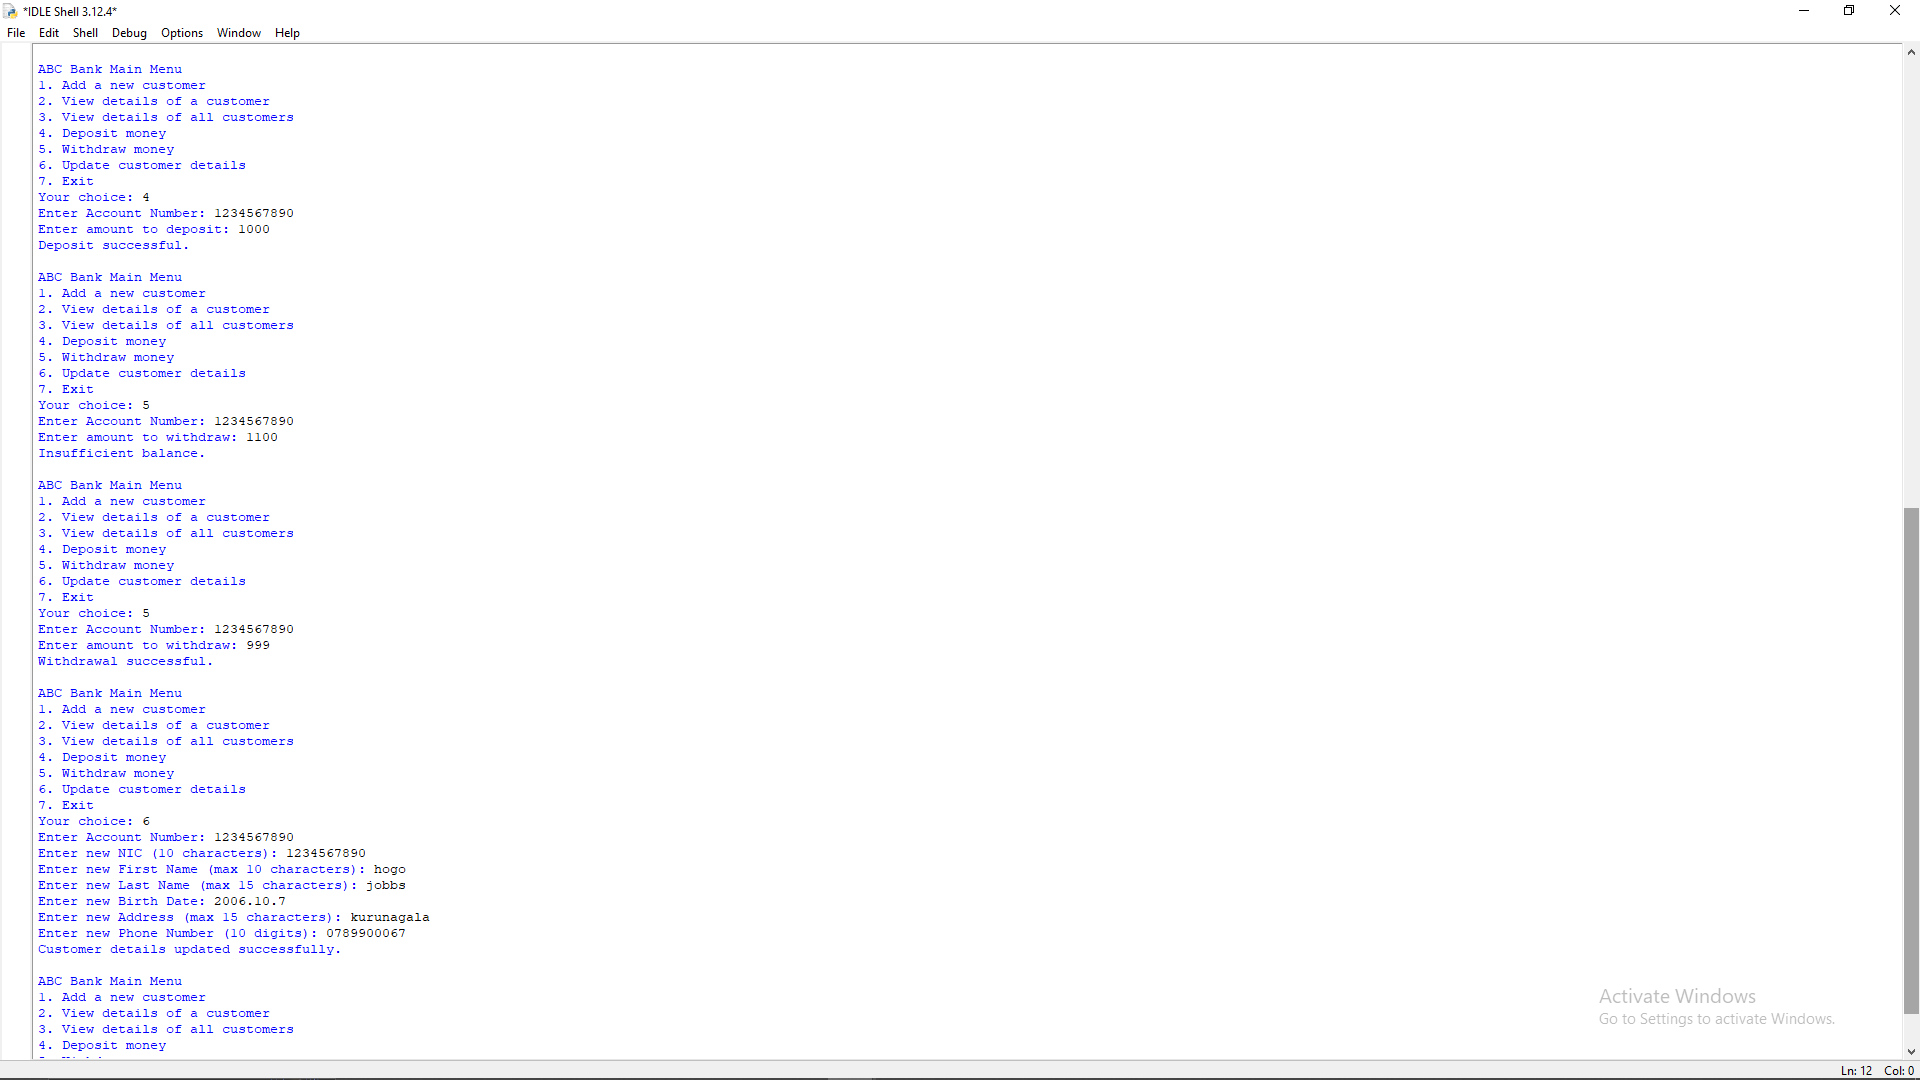 *IDLE Shell 3.12.4*
File Edit Shell Debug Options Window Help
ABC Bank Main Menu
1. Add a new customer
2. View details of a customer
3. View details of all customers
4. Deposit money
5. Withdraw money
6. Update customer details
7. Exit
Your choice: 4
Enter Account Number: 1234567890
Enter amount to deposit: 1000
Deposit successful.
ABC Bank Main Menu
1. Add a new customer
2. View details of a customer
3. View details of all customers
4. Deposit money
5. Withdraw money
6. Update customer details
7. Exit
Your choice: 5
Enter Account Number: 1234567890
Enter amount to withdraw: 1100
Insufficient balance.
ABC Bank Main Menu
1. Add a new customer
2. View details of a customer
3. View details of all customers
4. Deposit money
5. Withdraw money
6. Update customer details
7. Exit
Your choice: 5
Enter Account Number: 1234567890
Enter amount to withdraw: 999
Withdrawal successful.
ABC Bank Main Menu
1. Add a new customer
2. View details of a customer
3. View details of all customers
4. Deposit money
5. Withdraw money
6. Update customer details
7. Exit
Your choice: 6
Enter Account Number: 1234567890
Enter new NIC (10 characters): 1234567890
Enter new First Name (max 10 characters): hogo
Enter new Last Name (max 15 characters): jobbs
Enter new Birth Date: 2006.10.7
Enter new Address (max 15 characters): kurunagala
Enter new Phone Number (10 digits): 0789900067
Customer details updated successfully.
ABC Bank Main Menu
1. Add a new customer
2. View details of a customer
3. View details of all customers
4. Deposit money
Activate Windows
Go to Settings to activate Windows.
Ln: 12 Col: 0